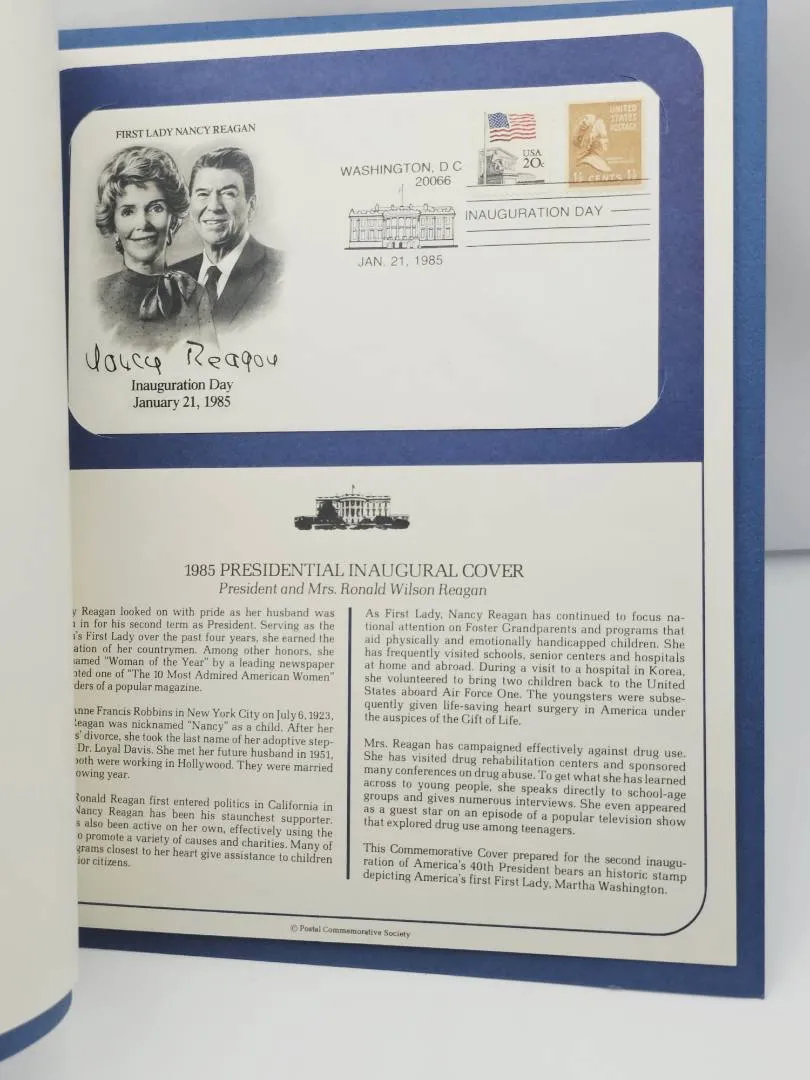 FIRST LADY NANCY REAGAN
Nancy Reagan
Inauguration Day
January 21, 1985
WASHINGTON, D C
20066
INAUGURATION DAY
JAN. 21, 1985
USA
20c
UNITED
STATES
POSTAGE
1½ CENTS 1½
1985 PRESIDENTIAL INAUGURAL COVER
President and Mrs. Ronald Wilson Reagan
y Reagan looked on with pride as her husband was
in for his second term as President. Serving as the
's First Lady over the past four years, she earned the
ation of her countrymen. Among other honors, she
named "Woman of the Year" by a leading newspaper
oted one of "The 10 Most Admired American Women"
ders of a popular magazine.
Anne Francis Robbins in New York City on July 6, 1923,
Reagan was nicknamed "Nancy" as a child. After her
s' divorce, she took the last name of her adoptive step-
Dr. Loyal Davis. She met her future husband in 1951,
both were working in Hollywood. They were married
owing year.
Ronald Reagan first entered politics in California in
Nancy Reagan has been his staunchest supporter.
s also been active on her own, effectively using the
o promote a variety of causes and charities. Many of
grams closest to her heart give assistance to children
ior citizens.
As First Lady, Nancy Reagan has continued to focus na-
tional attention on Foster Grandparents and programs that
aid physically and emotionally handicapped children. She
has frequently visited schools, senior centers and hospitals
at home and abroad. During a visit to a hospital in Korea,
she volunteered to bring two children back to the United
States aboard Air Force One. The youngsters were subse-
quently given life-saving heart surgery in America under
the auspices of the Gift of Life.
Mrs. Reagan has campaigned effectively against drug use.
She has visited drug rehabilitation centers and sponsored
many conferences on drug abuse. To get what she has learned
across to young people, she speaks directly to school-age
groups and gives numerous interviews. She even appeared
as a guest star on an episode of a popular television show
that explored drug use among teenagers.
This Commemorative Cover prepared for the second inaugu-
ration of America's 40th President bears an historic stamp
depicting America's first First Lady, Martha Washington.
© Postal Commemorative Society